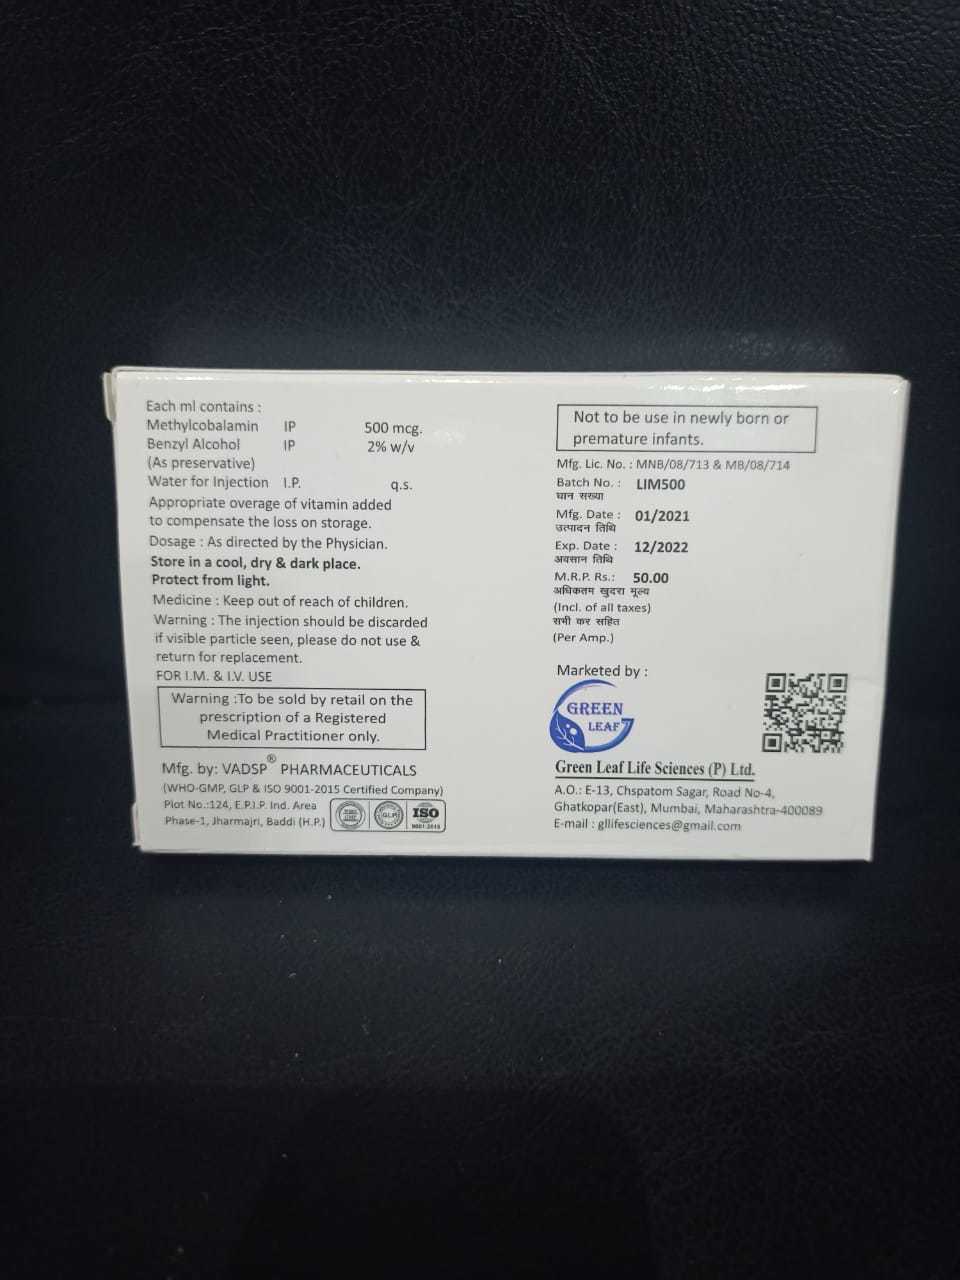 Each ml contains :
Methylcobalamin IP 500 mcg.
Benzyl Alcohol IP 2% w/v
(As preservative)
Water for Injection I.P. q.s.
Appropriate overage of vitamin added
to compensate the loss on storage.
Dosage : As directed by the Physician.
Store in a cool, dry & dark place.
Protect from light.
Medicine : Keep out of reach of children.
Warning : The injection should be discarded
if visible particle seen, please do not use &
return for replacement.
FOR I.M. & I.V. USE
Warning :To be sold by retail on the
prescription of a Registered
Medical Practitioner only.
Mfg. by: VADSP® PHARMACEUTICALS
(WHO-GMP, GLP & ISO 9001-2015 Certified Company)
Plot No.:124, E.P.I.P. Ind. Area
Phase-1, Jharmajri, Baddi (H.P.)
GLP
ISO
9001:2015
Not to be use in newly born or
premature infants.
Mfg. Lic. No. : MNB/08/713 & MB/08/714
Batch No. : LIM500
घान सख्या
Mfg. Date : 01/2021
उत्पादन तिथि
Exp. Date : 12/2022
अवसान तिथि
M.R.P. Rs.: 50.00
अधिकतम खुदरा मूल्य
(Incl. of all taxes)
सभी कर सहित
(Per Amp.)
Marketed by :
GREEN
LEAF
Green Leaf Life Sciences (P) Ltd.
A.O.: E-13, Chspatom Sagar, Road No-4,
Ghatkopar(East), Mumbai, Maharashtra-400089
E-mail : gllifesciences@gmail.com